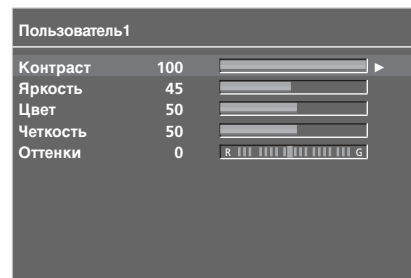 Пользователь1
Контраст 100
Яркость 45
Цвет 50
Четкость 50
Оттенки 0 R G